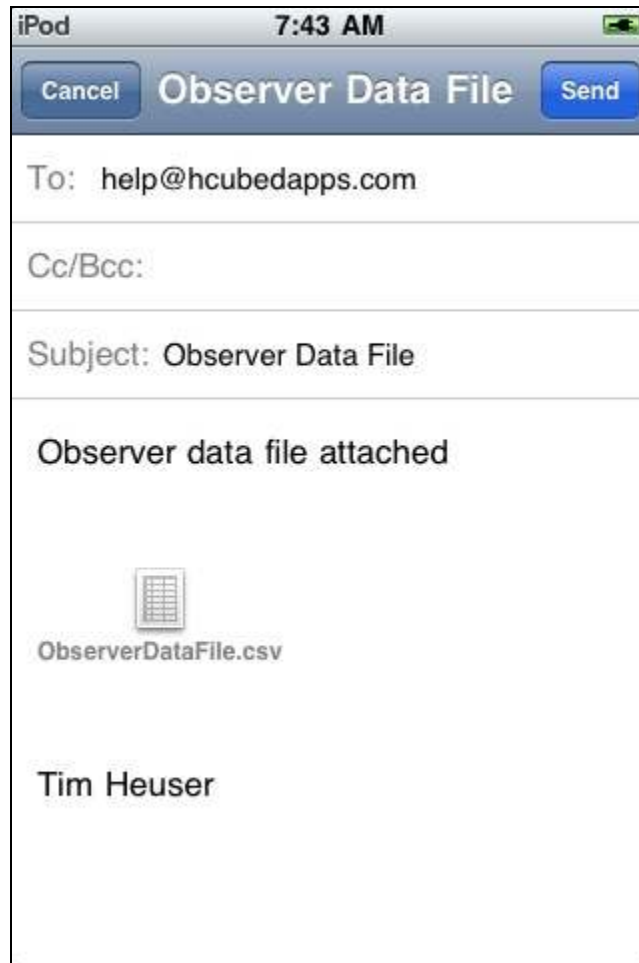 iPod 7:43 AM
Cancel Observer Data File Send
To: help@hcubedapps.com
Cc/Bcc:
Subject: Observer Data File
Observer data file attached
ObserverDataFile.csv
Tim Heuser